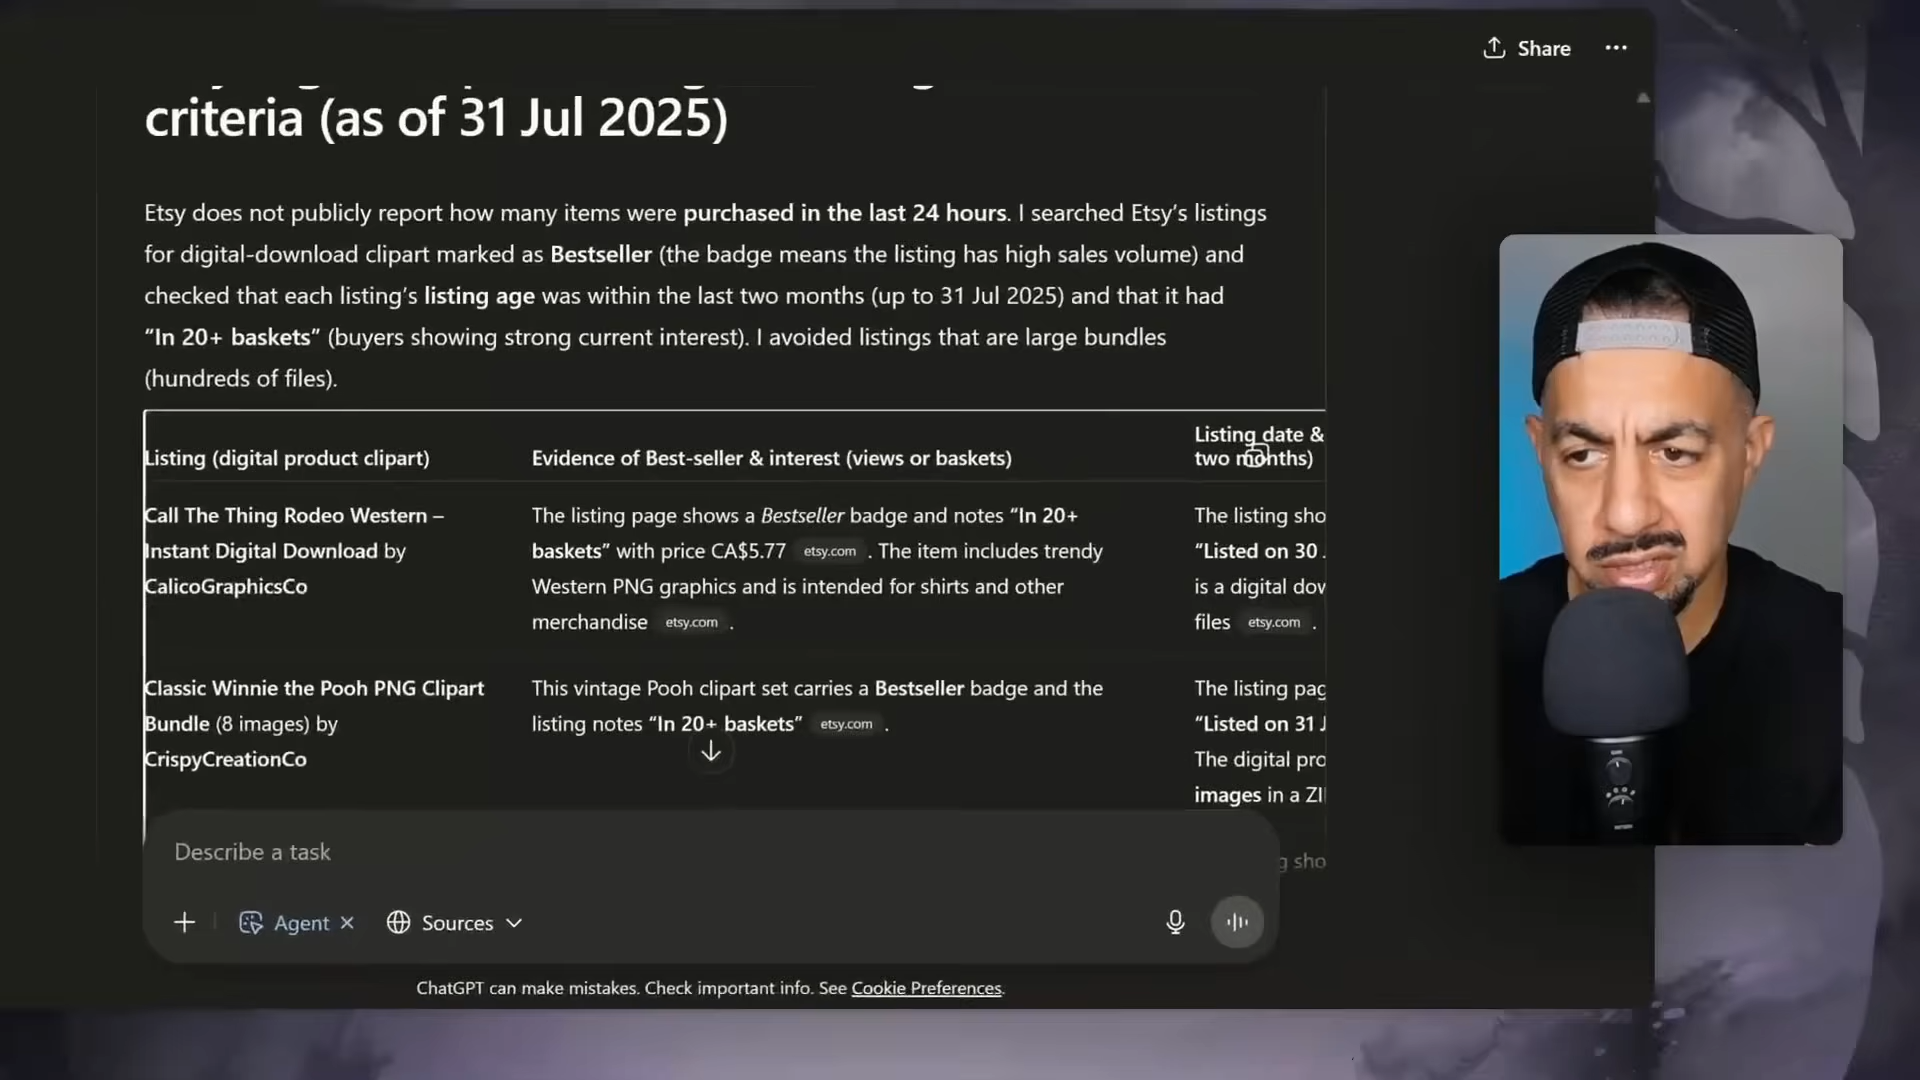 Share
criteria (as of 31 Jul 2025)
Etsy does not publicly report how many items were purchased in the last 24 hours. I searched Etsy’s listings
for digital-download clipart marked as Bestseller (the badge means the listing has high sales volume) and
checked that each listing’s listing age was within the last two months (up to 31 Jul 2025) and that it had
“In 20+ baskets” (buyers showing strong current interest). I avoided listings that are large bundles
(hundreds of files).
Listing (digital product clipart)
Evidence of Best-seller & interest (views or baskets)
Listing date &
two months)
Call The Thing Rodeo Western –
Instant Digital Download by
CalicoGraphicsCo
The listing page shows a Bestseller badge and notes “In 20+
baskets” with price CA$5.77 etsy.com .
The item includes trendy
Western PNG graphics and is intended for shirts and other
merchandise etsy.com .
The listing sho
“Listed on 30
is a digital dow
files etsy.com .
Classic Winnie the Pooh PNG Clipart
Bundle (8 images) by
CrispyCreationCo
This vintage Pooh clipart set carries a Bestseller badge and the
listing notes “In 20+ baskets” etsy.com .
The listing pag
“Listed on 31 J
The digital pro
images in a ZI
g sho
Describe a task
Agent
Sources
ChatGPT can make mistakes. Check important info. See Cookie Preferences.